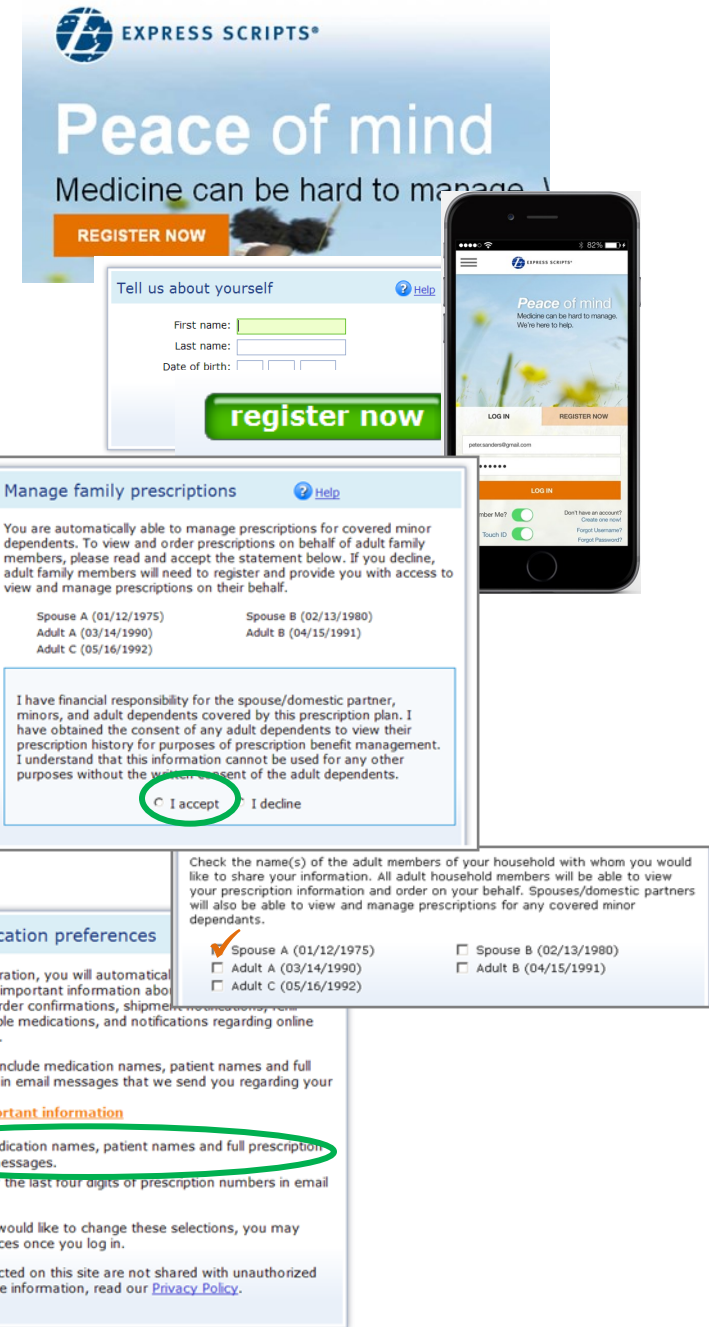 EXPRESS SCRIPTS®
Peace of mind
Medicine can be hard to manage.
REGISTER NOW
Tell us about yourself
Help
First name:
Last name:
Date of birth:
register now
82%
EXPRESS SCRIPTS®
Peace of mind
Medicine can be hard to manage.
We're here to help.
LOG IN
REGISTER NOW
peter.sanders@gmail.com
LOG IN
Me?
Touch ID
Don't have an account?
Create one now!
Forgot Username?
Forgot Password?
Manage family prescriptions
Help
You are automatically able to manage prescriptions for covered minor
dependents. To view and order prescriptions on behalf of adult family
members, please read and accept the statement below. If you decline,
adult family members will need to register and provide you with access to
view and manage prescriptions on their behalf.
Spouse A (01/12/1975)
Spouse B (02/13/1980)
Adult A (03/14/1990)
Adult B (04/15/1991)
Adult C (05/16/1992)
I have financial responsibility for the spouse/domestic partner,
minors, and adult dependents covered by this prescription plan. I
have obtained the consent of any adult dependents to view their
prescription history for purposes of prescription benefit management.
I understand that this information cannot be used for any other
purposes without the written consent of the adult dependents.
I accept
I decline
Check the name(s) of the adult members of your household with whom you would
like to share your information. All adult household members will be able to view
your prescription information and order on your behalf. Spouses/domestic partners
will also be able to view and manage prescriptions for any covered minor
dependants.
Spouse A (01/12/1975)
Spouse B (02/13/1980)
Adult A (03/14/1990)
Adult B (04/15/1991)
Adult C (05/16/1992)
preferences
you will
important information
order confirmations,
medications, and notifications regarding online
include medication names, patient names and full
in email messages that we send you regarding your
information
names, patient names and full prescription
the last four digits of prescription numbers in email
would like to change these selections, you may
once you log in.
on this site are not shared with unauthorized
information, read our Privacy Policy.